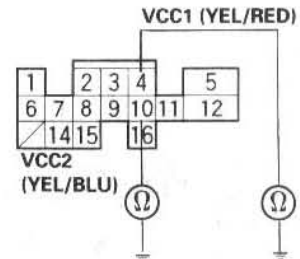 VCC1 (YEL/RED)
1 2 3 4 5
6 7 8 9 10 11 12
14 15 16
VCC2
(YEL/BLU)
Ω Ω